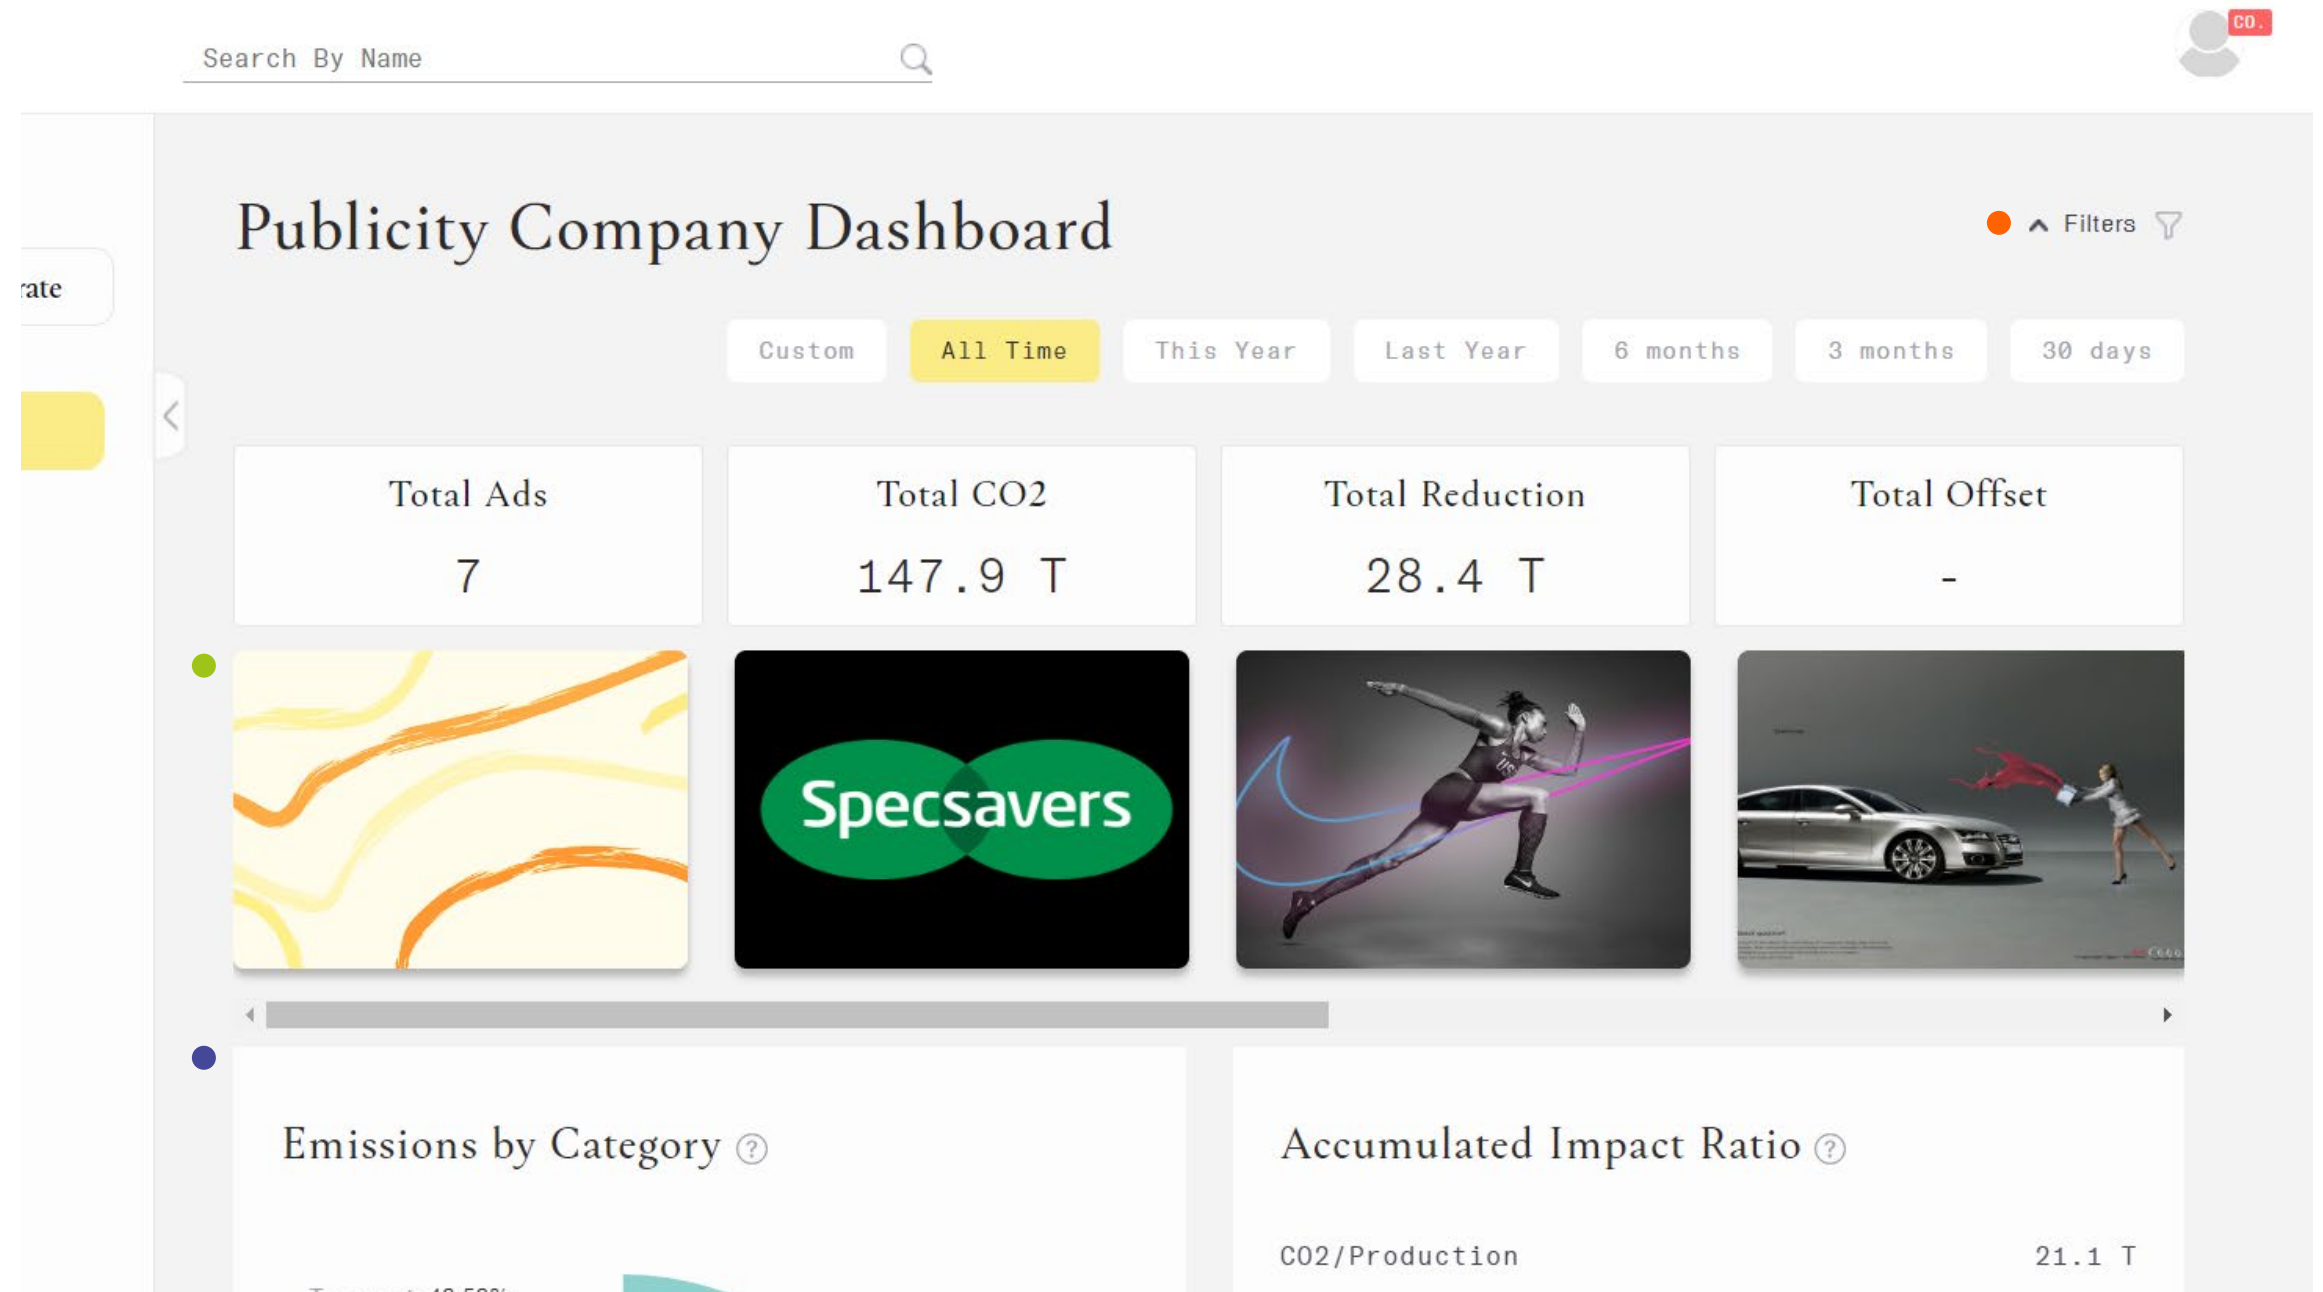 CO.
Search By Name
Publicity Company Dashboard
Filters
rate
Custom
All Time
This Year
Last Year
6 months
3 months
30 days
Total Ads
Total CO2
Total Reduction
Total Offset
7
147.9 T
28.4 T
-
Specsavers
US
Emissions by Category ?
Accumulated Impact Ratio ?
CO2/Production
21.1 T